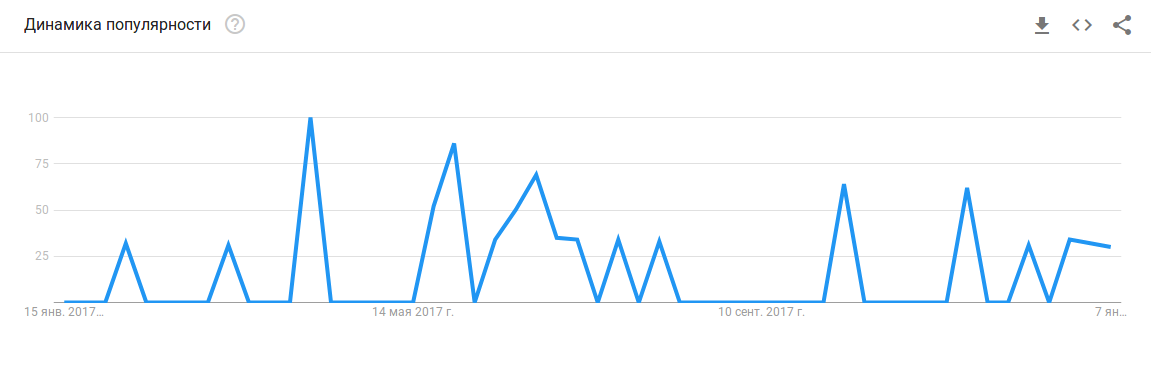 Динамика популярности
100
75
50
25
15 янв. 2017…
14 мая 2017 г.
10 сент. 2017 г.
7 ян…